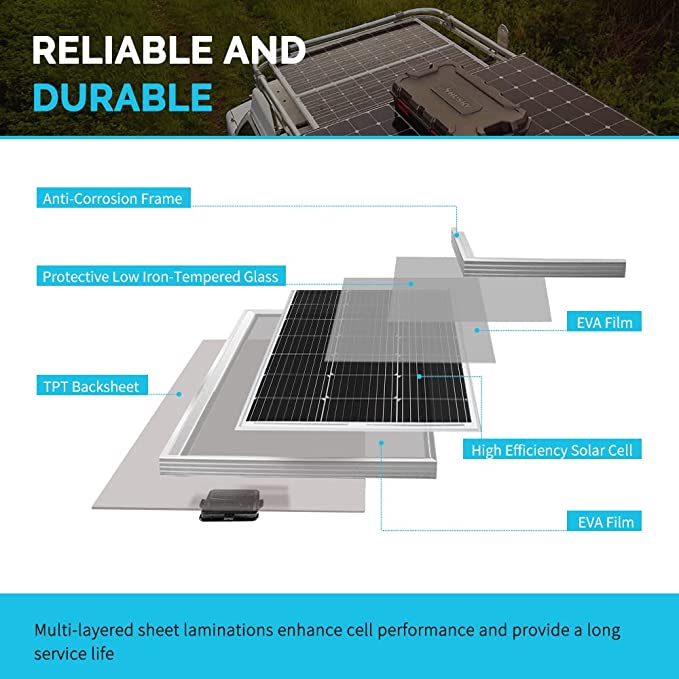 RELIABLE AND
DURABLE
Anti-Corrosion Frame
Protective Low Iron-Tempered Glass
EVA Film
TPT Backsheet
High Efficiency Solar Cell
EVA Film
Multi-layered sheet laminations enhance cell performance and provide a long
service life